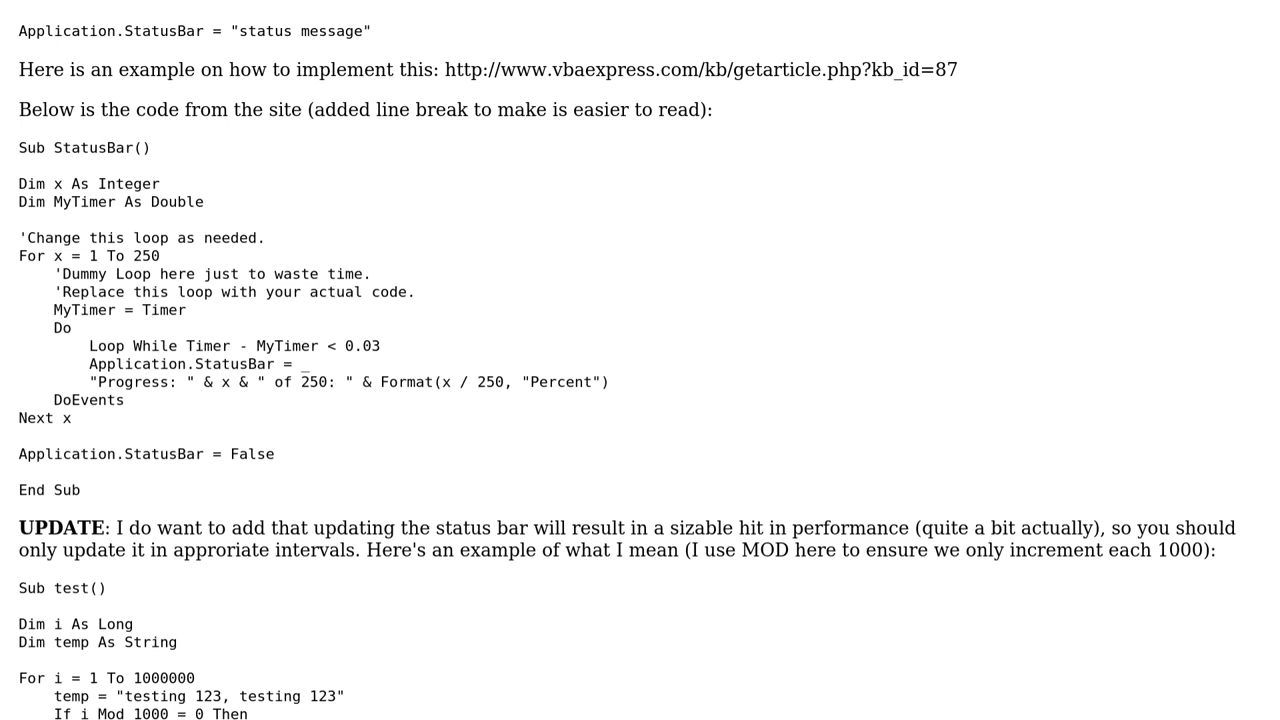 Application.StatusBar = "status message"
Here is an example on how to implement this: http://www.vbaexpress.com/kb/getarticle.php?kb_id=87
Below is the code from the site (added line break to make is easier to read):
Sub StatusBar()
Dim x As Integer
Dim MyTimer As Double
'Change this loop as needed.
For x = 1 To 250
    'Dummy Loop here just to waste time.
    'Replace this loop with your actual code.
    MyTimer = Timer
    Do
        Loop While Timer - MyTimer < 0.03
        Application.StatusBar = _
        "Progress: " & x & " of 250: " & Format(x / 250, "Percent")
    DoEvents
Next x
Application.StatusBar = False
End Sub
UPDATE: I do want to add that updating the status bar will result in a sizable hit in performance (quite a bit actually), so you should
only update it in approriate intervals. Here's an example of what I mean (I use MOD here to ensure we only increment each 1000):
Sub test()
Dim i As Long
Dim temp As String
For i = 1 To 1000000
    temp = "testing 123, testing 123"
    If i Mod 1000 = 0 Then